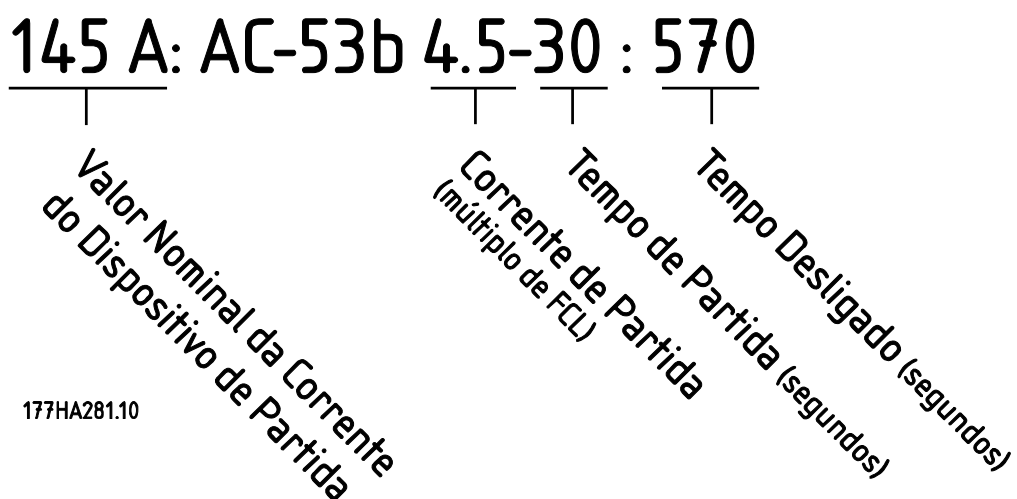 145 A: AC-53b 4.5-30 : 570
Valor Nominal da Corrente
do Dispositivo de Partida
Corrente de Partida
(múltiplo de FCL)
Tempo de Partida (segundos)
Tempo Desligado (segundos)
177HA281.10